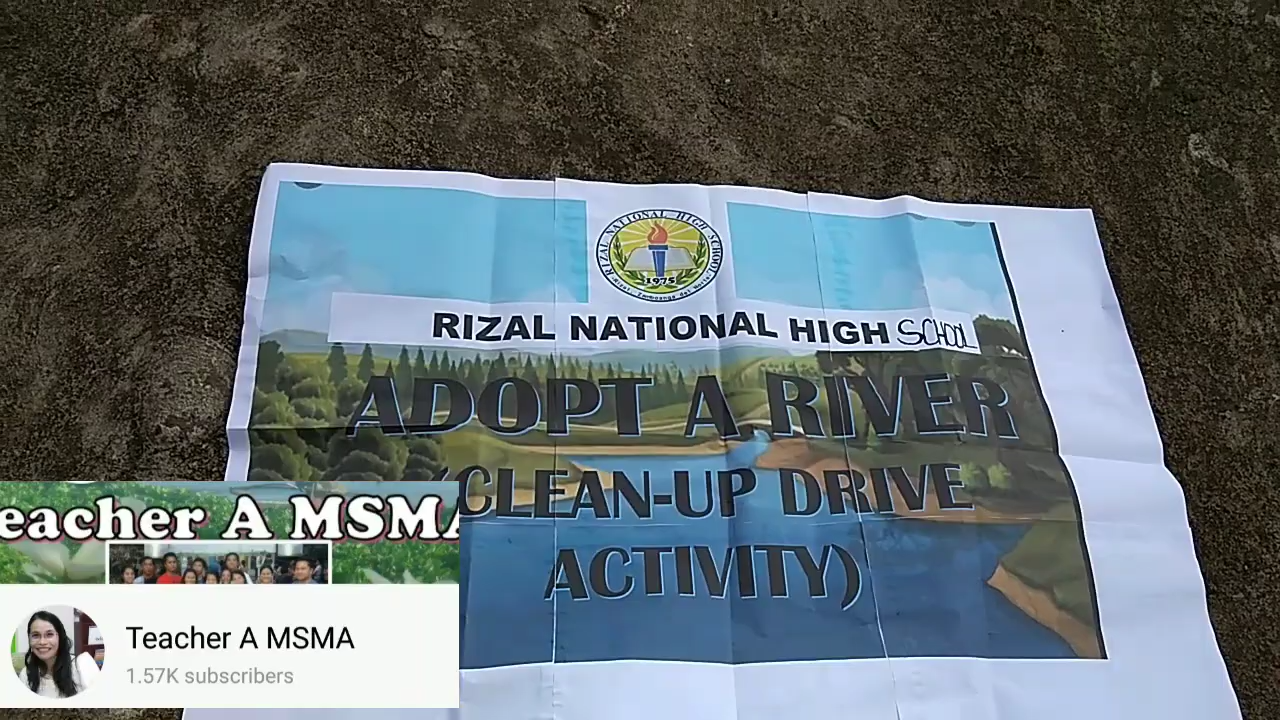 RIZAL NATIONAL HIGH SCHOOL
1975
RIZAL NATIONAL HIGH SCHOOL
ADOPT A RIVER
(CLEAN-UP DRIVE
ACTIVITY)
eacher A MSMA
Teacher A MSMA
1.57K subscribers